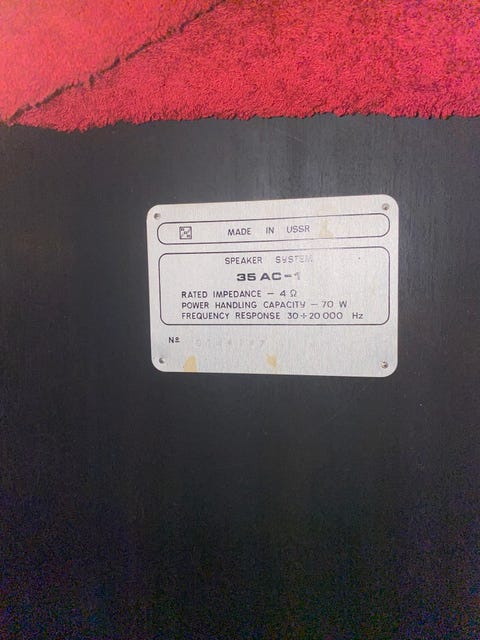 MADE IN USSR
SPEAKER SYSTEM
35 AC-1
RATED IMPEDANCE — 4 Ω
POWER HANDLING CAPACITY — 70 W
FREQUENCY RESPONSE 30÷20 000 Hz
№